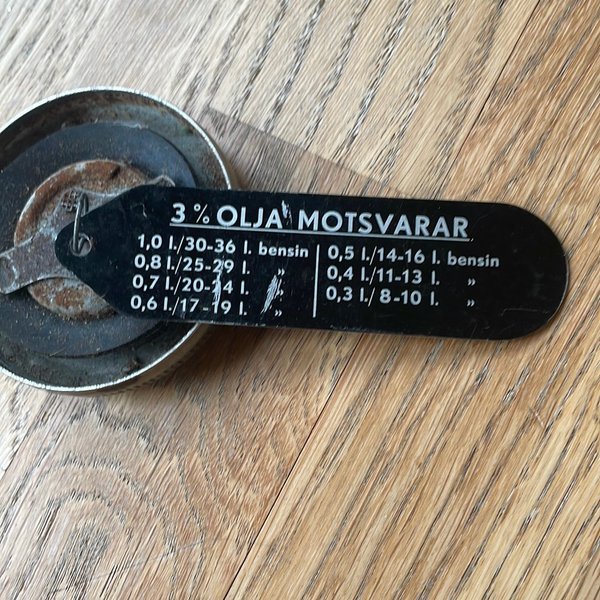 3 % OLJA MOTSVARAR
1,0 l./30-36 l. bensin
0,8 l./25-29 l. „
0,7 l./20-24 l. „
0,6 l./17-19 l. „
0,5 l./14-16 l. bensin
0,4 l./11-13 l. „
0,3 l./ 8-10 l. „